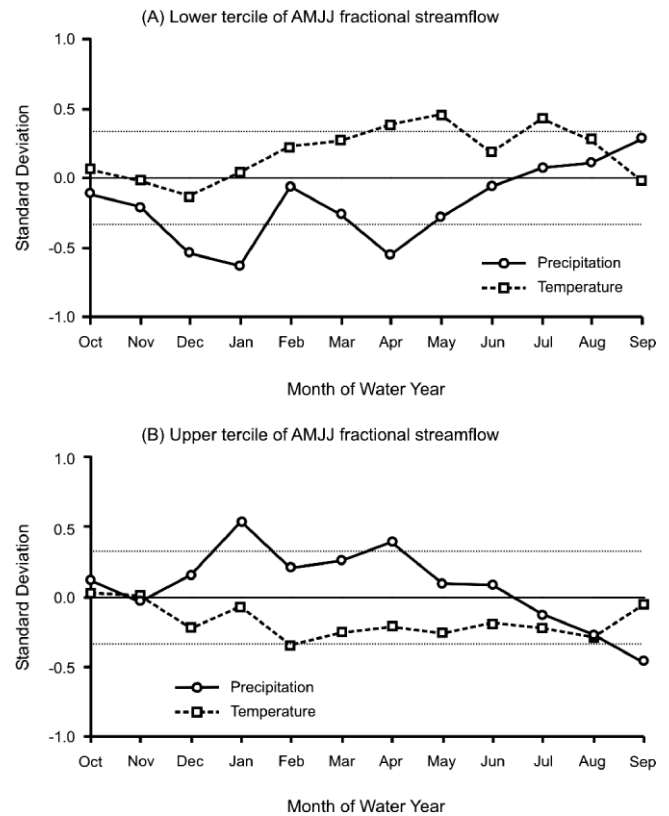 (A) Lower tercile of AMJJ fractional streamflow
1.0
0.5
0.0
-0.5
-1.0
Standard Deviation
Precipitation
Temperature
Oct Nov Dec Jan Feb Mar Apr May Jun Jul Aug Sep
Month of Water Year
(B) Upper tercile of AMJJ fractional streamflow
1.0
0.5
0.0
-0.5
-1.0
Standard Deviation
Precipitation
Temperature
Oct Nov Dec Jan Feb Mar Apr May Jun Jul Aug Sep
Month of Water Year